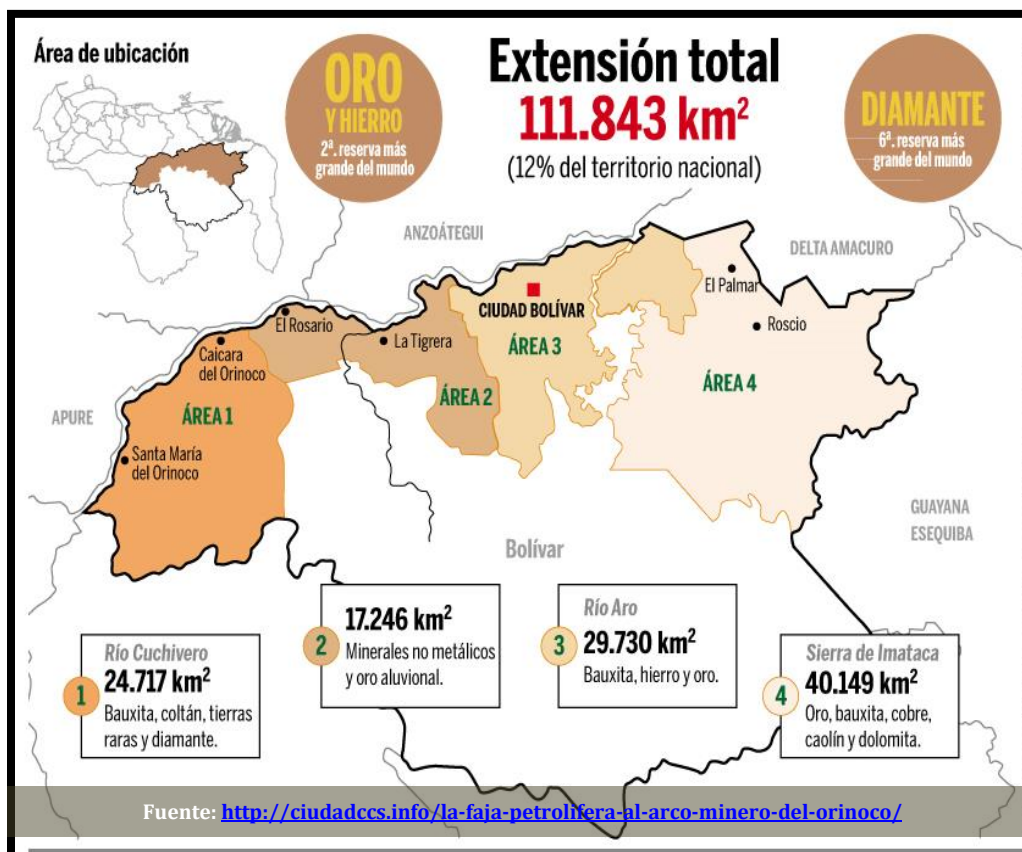 Área de ubicación
ORO
Y HIERRO
2ª. reserva más
grande del mundo
Extensión total
111.843 km²
(12% del territorio nacional)
DIAMANTE
6ª. reserva más
grande del mundo
ANZOÁTEGUI
DELTA AMACURO
El Palmar
CIUDAD BOLÍVAR
El Rosario
Roscio
La Tigrera
ÁREA 3
Caicara
del Orinoco
ÁREA 4
ÁREA 2
APURE
ÁREA 1
Santa María
del Orinoco
GUAYANA
ESEQUIBA
Bolívar
Río Cuchivero
1
24.717 km²
Bauxita, coltán, tierras
raras y diamante.
2
17.246 km²
Minerales no metálicos
y oro aluvional.
Río Aro
3
29.730 km²
Bauxita, hierro y oro.
Sierra de Imataca
4
40.149 km²
Oro, bauxita, cobre,
caolín y dolomita.
Fuente: http://ciudadccs.info/la-faja-petrolifera-al-arco-minero-del-orinoco/